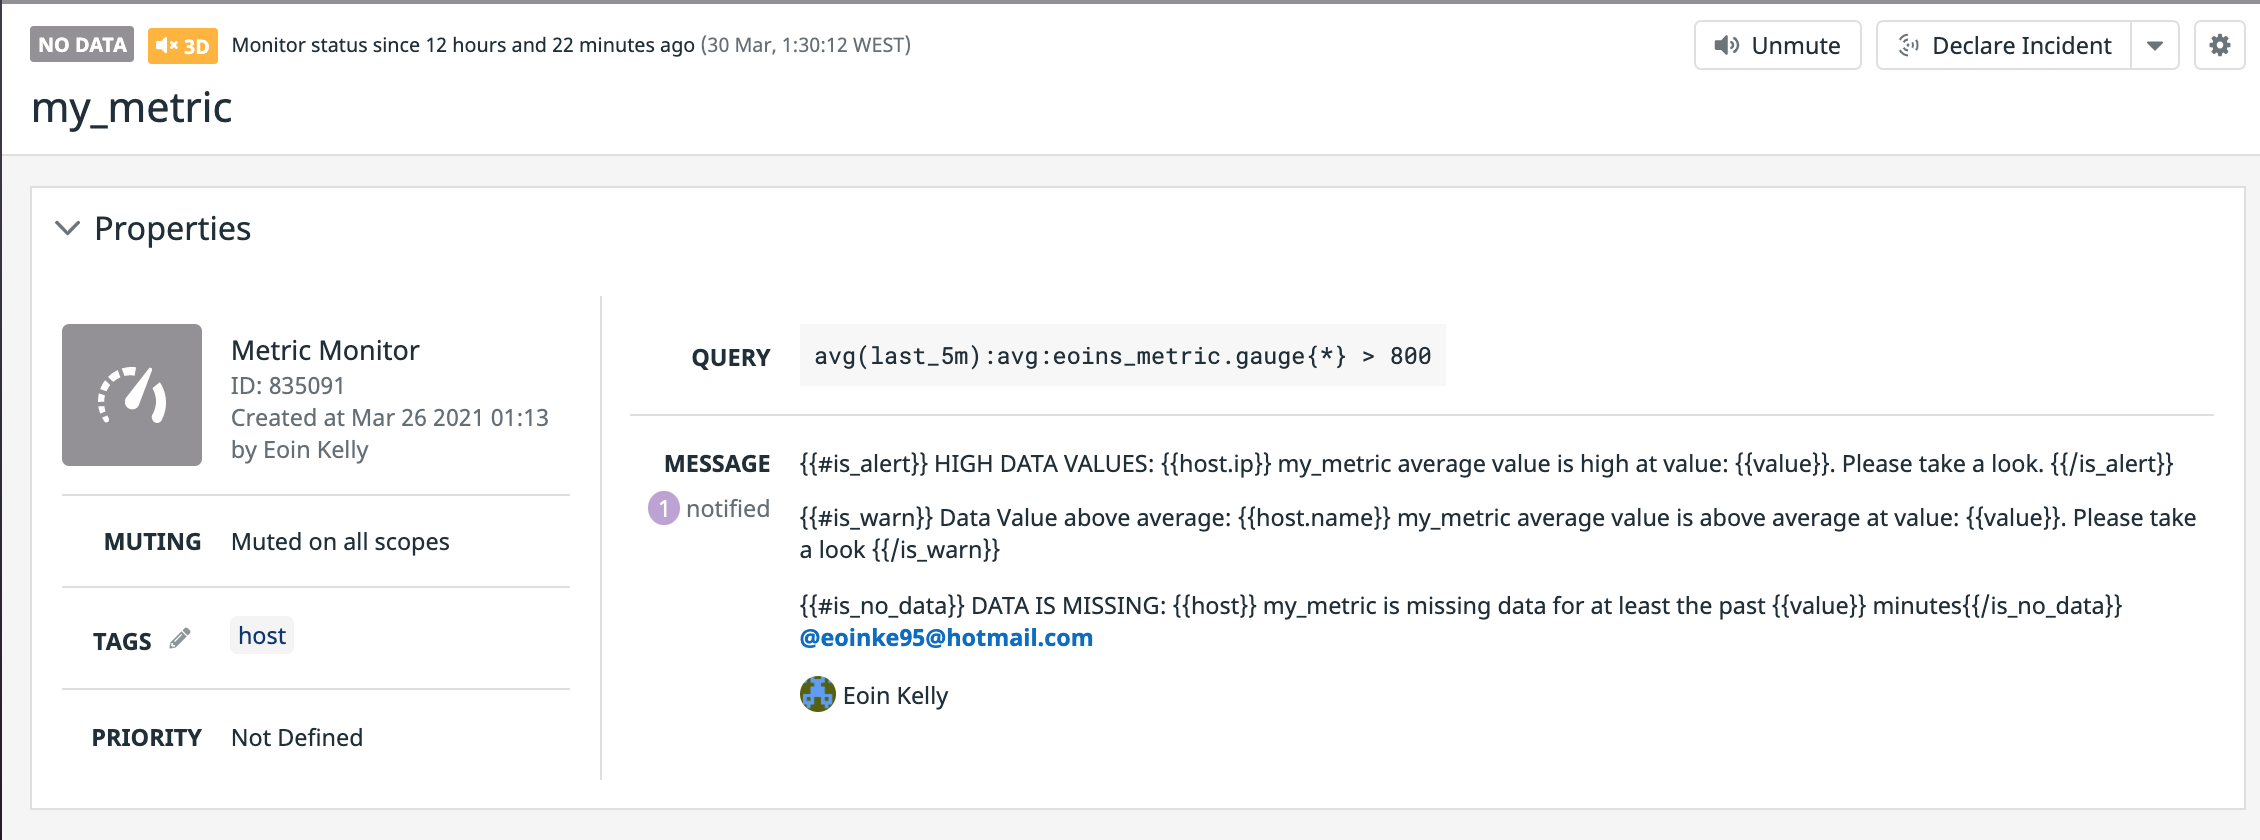 NO DATA 3D Monitor status since 12 hours and 22 minutes ago (30 Mar, 1:30:12 WEST) Unmute Declare Incident
my_metric
Properties
Metric Monitor
ID: 835091
Created at Mar 26 2021 01:13
by Eoin Kelly
MUTING Muted on all scopes
TAGS host
PRIORITY Not Defined
QUERY avg(last_5m):avg:eoins_metric.gauge{*} > 800
MESSAGE {{#is_alert}} HIGH DATA VALUES: {{host.ip}} my_metric average value is high at value: {{value}}. Please take a look. {{/is_alert}}
1 notified
{{#is_warn}} Data Value above average: {{host.name}} my_metric average value is above average at value: {{value}}. Please take
a look {{/is_warn}}
{{#is_no_data}} DATA IS MISSING: {{host}} my_metric is missing data for at least the past {{value}} minutes{{/is_no_data}}
@eoinke95@hotmail.com
Eoin Kelly